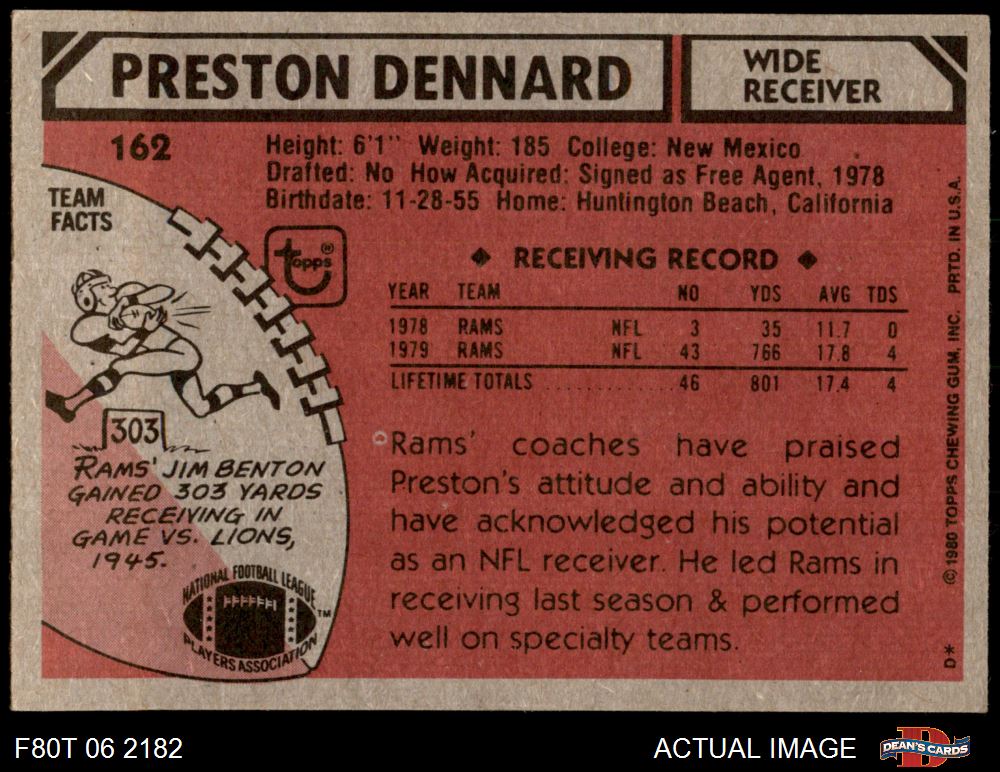 PRESTON DENNARD
WIDE
RECEIVER
162
Height: 6'1" Weight: 185 College: New Mexico
Drafted: No How Acquired: Signed as Free Agent, 1978
Birthdate: 11-28-55 Home: Huntington Beach, California
TEAM
FACTS
topps®
◆ RECEIVING RECORD ◆
YEAR TEAM NO YDS AVG TDS
1978 RAMS NFL 3 35 11.7 0
1979 RAMS NFL 43 766 17.8 4
LIFETIME TOTALS .............. 46 801 17.4 4
303
RAMS' JIM BENTON
GAINED 303 YARDS
RECEIVING IN
GAME VS. LIONS,
1945.
Rams' coaches have praised
Preston's attitude and ability and
have acknowledged his potential
as an NFL receiver. He led Rams in
receiving last season & performed
well on specialty teams.
NATIONAL FOOTBALL LEAGUE
PLAYERS ASSOCIATION
TM
© 1980 TOPPS CHEWING GUM, INC. PRTD. IN U.S.A.
D*
F80T 06 2182
ACTUAL IMAGE
DEAN'S CARDS